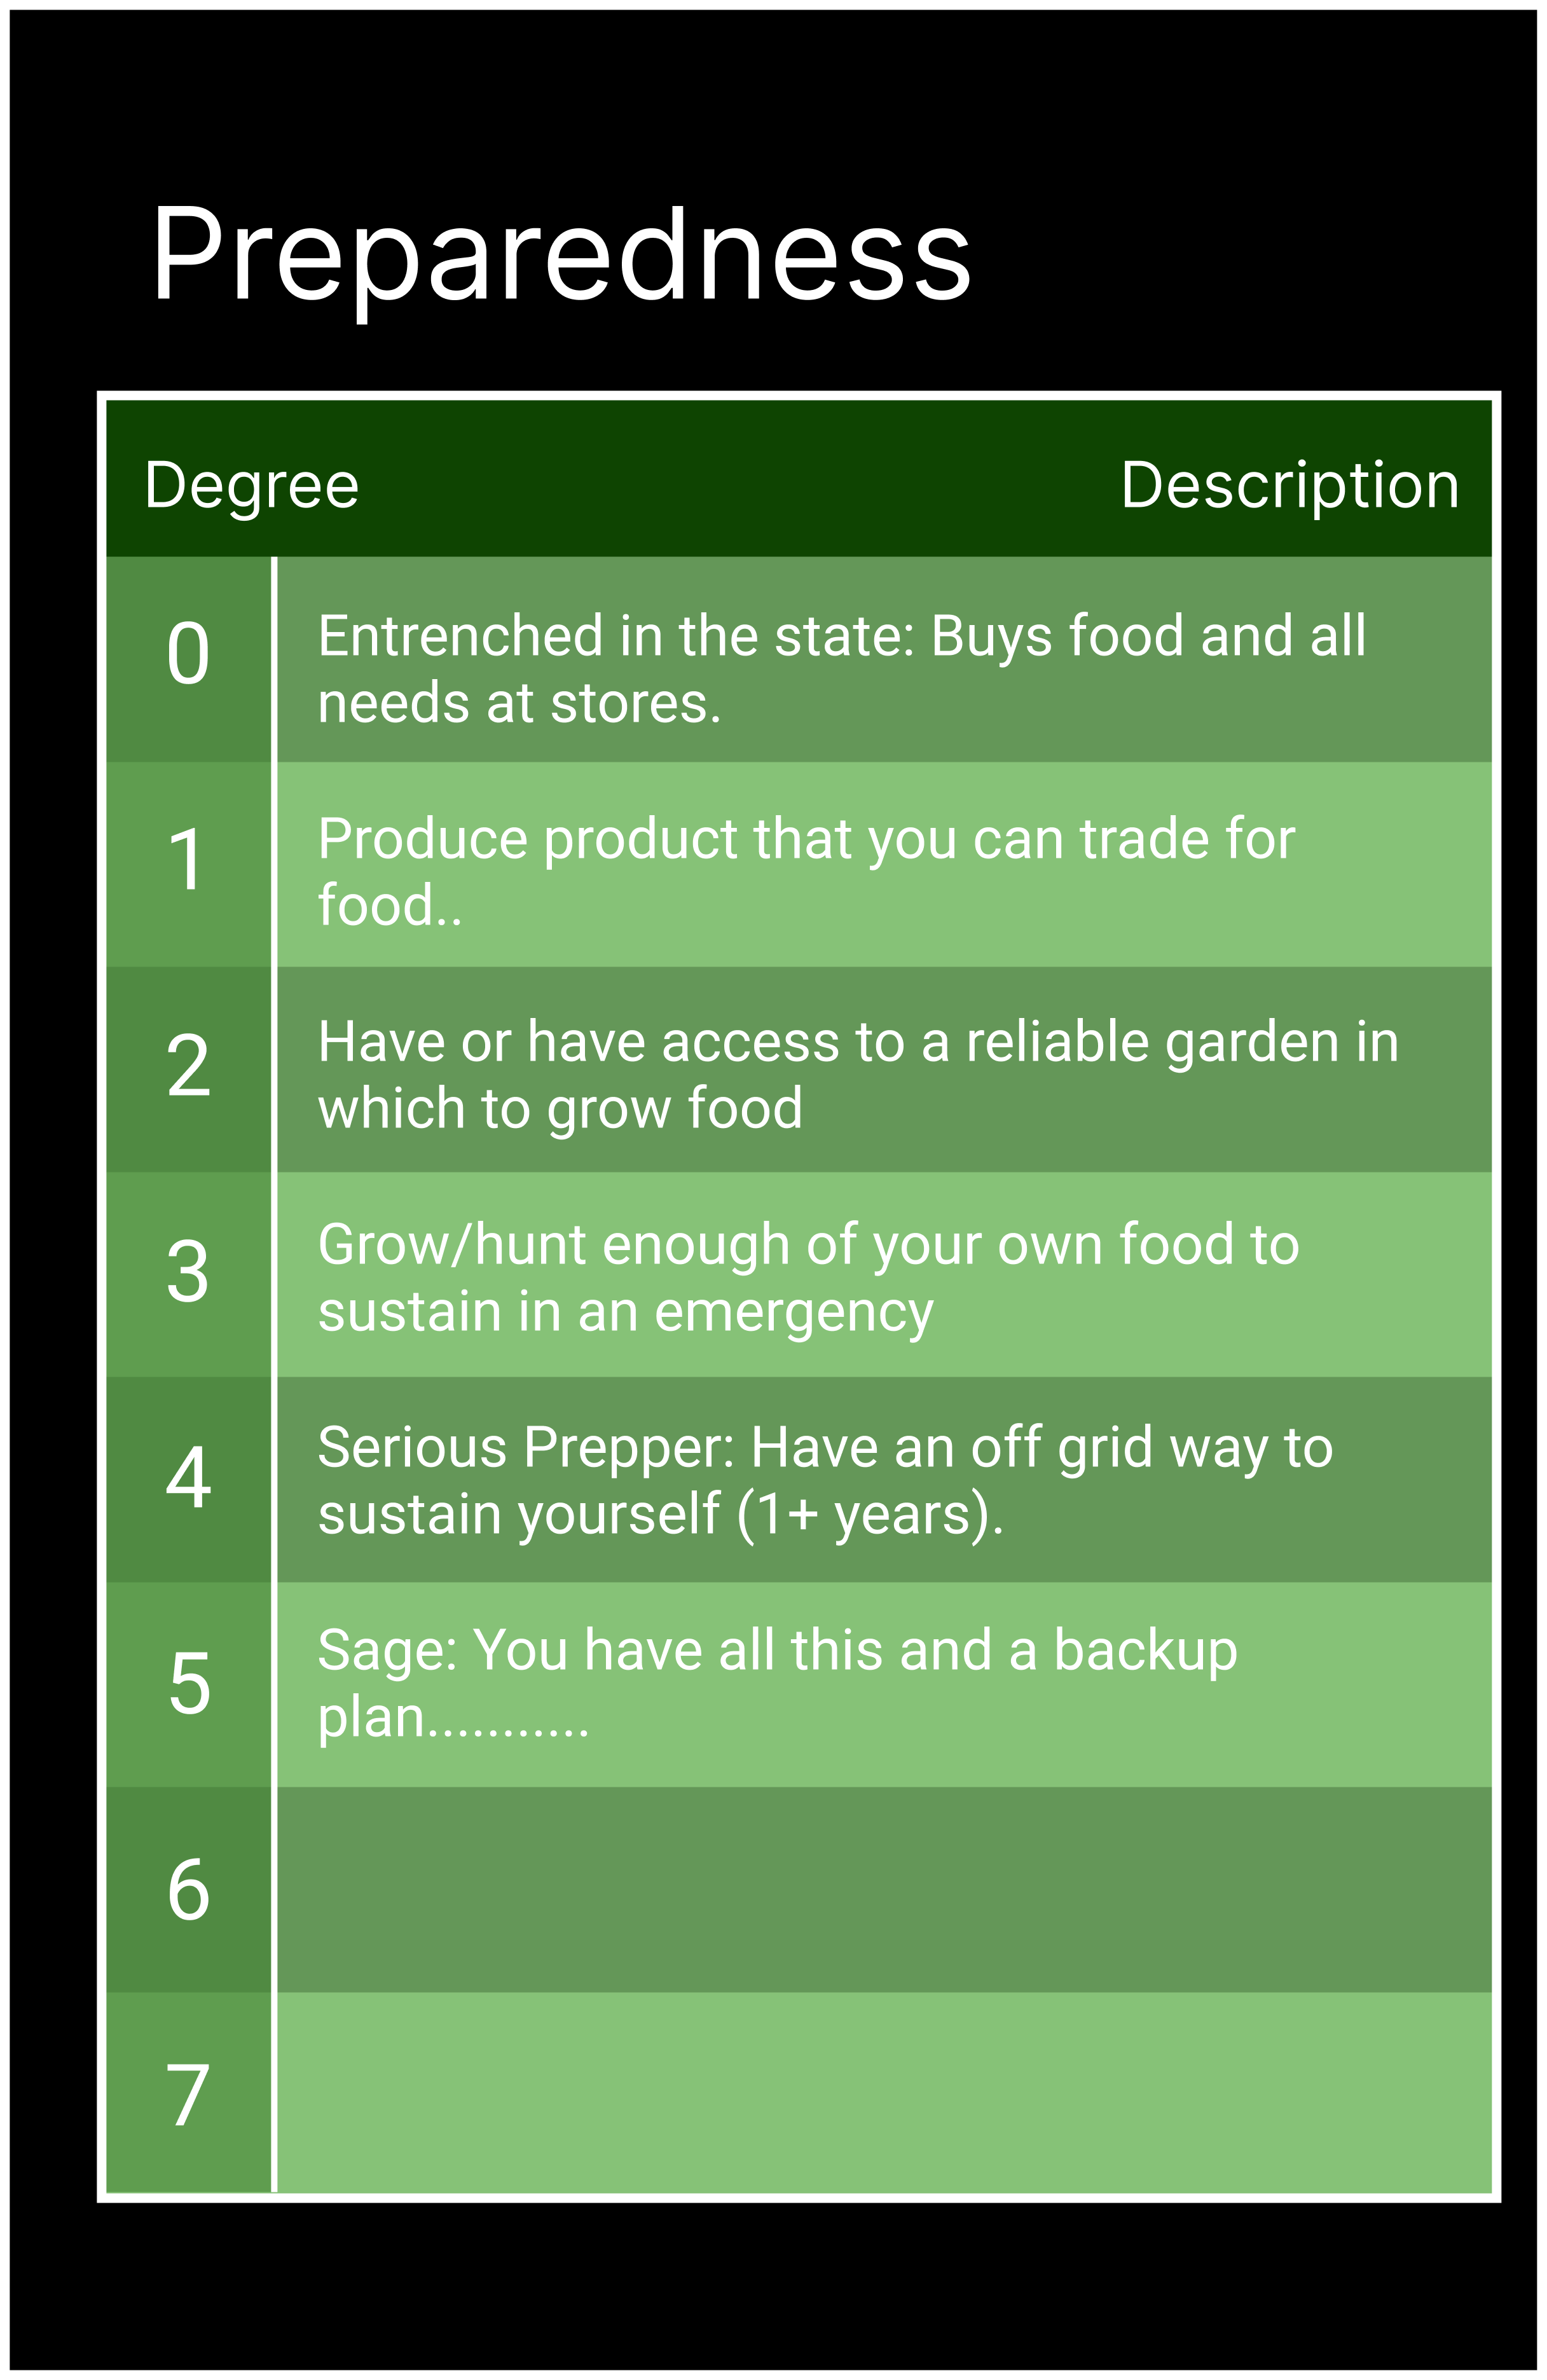 Preparedness
Degree Description
0 Entrenched in the state: Buys food and all
needs at stores.
1 Produce product that you can trade for
food..
2 Have or have access to a reliable garden in
which to grow food
3 Grow/hunt enough of your own food to
sustain in an emergency
4 Serious Prepper: Have an off grid way to
sustain yourself (1+ years).
5 Sage: You have all this and a backup
plan...........
6
7